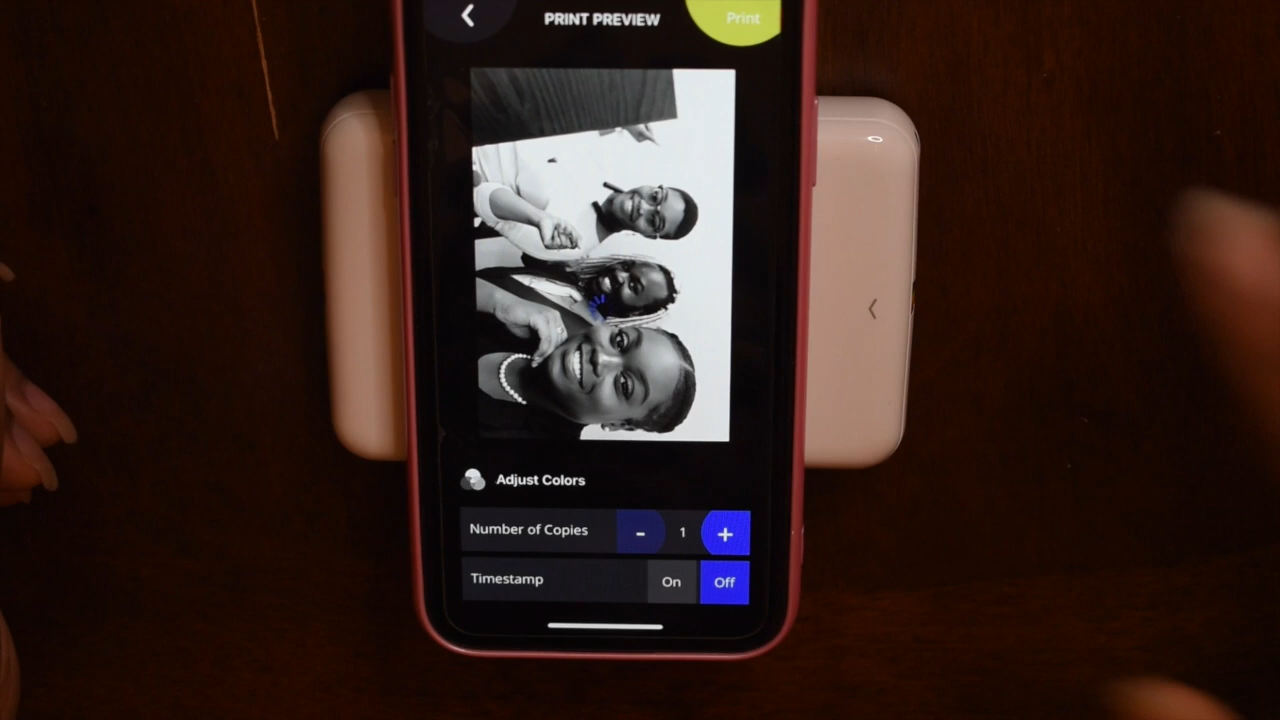 PRINT PREVIEW
Print
Adjust Colors
Number of Copies - 1 +
Timestamp On Off